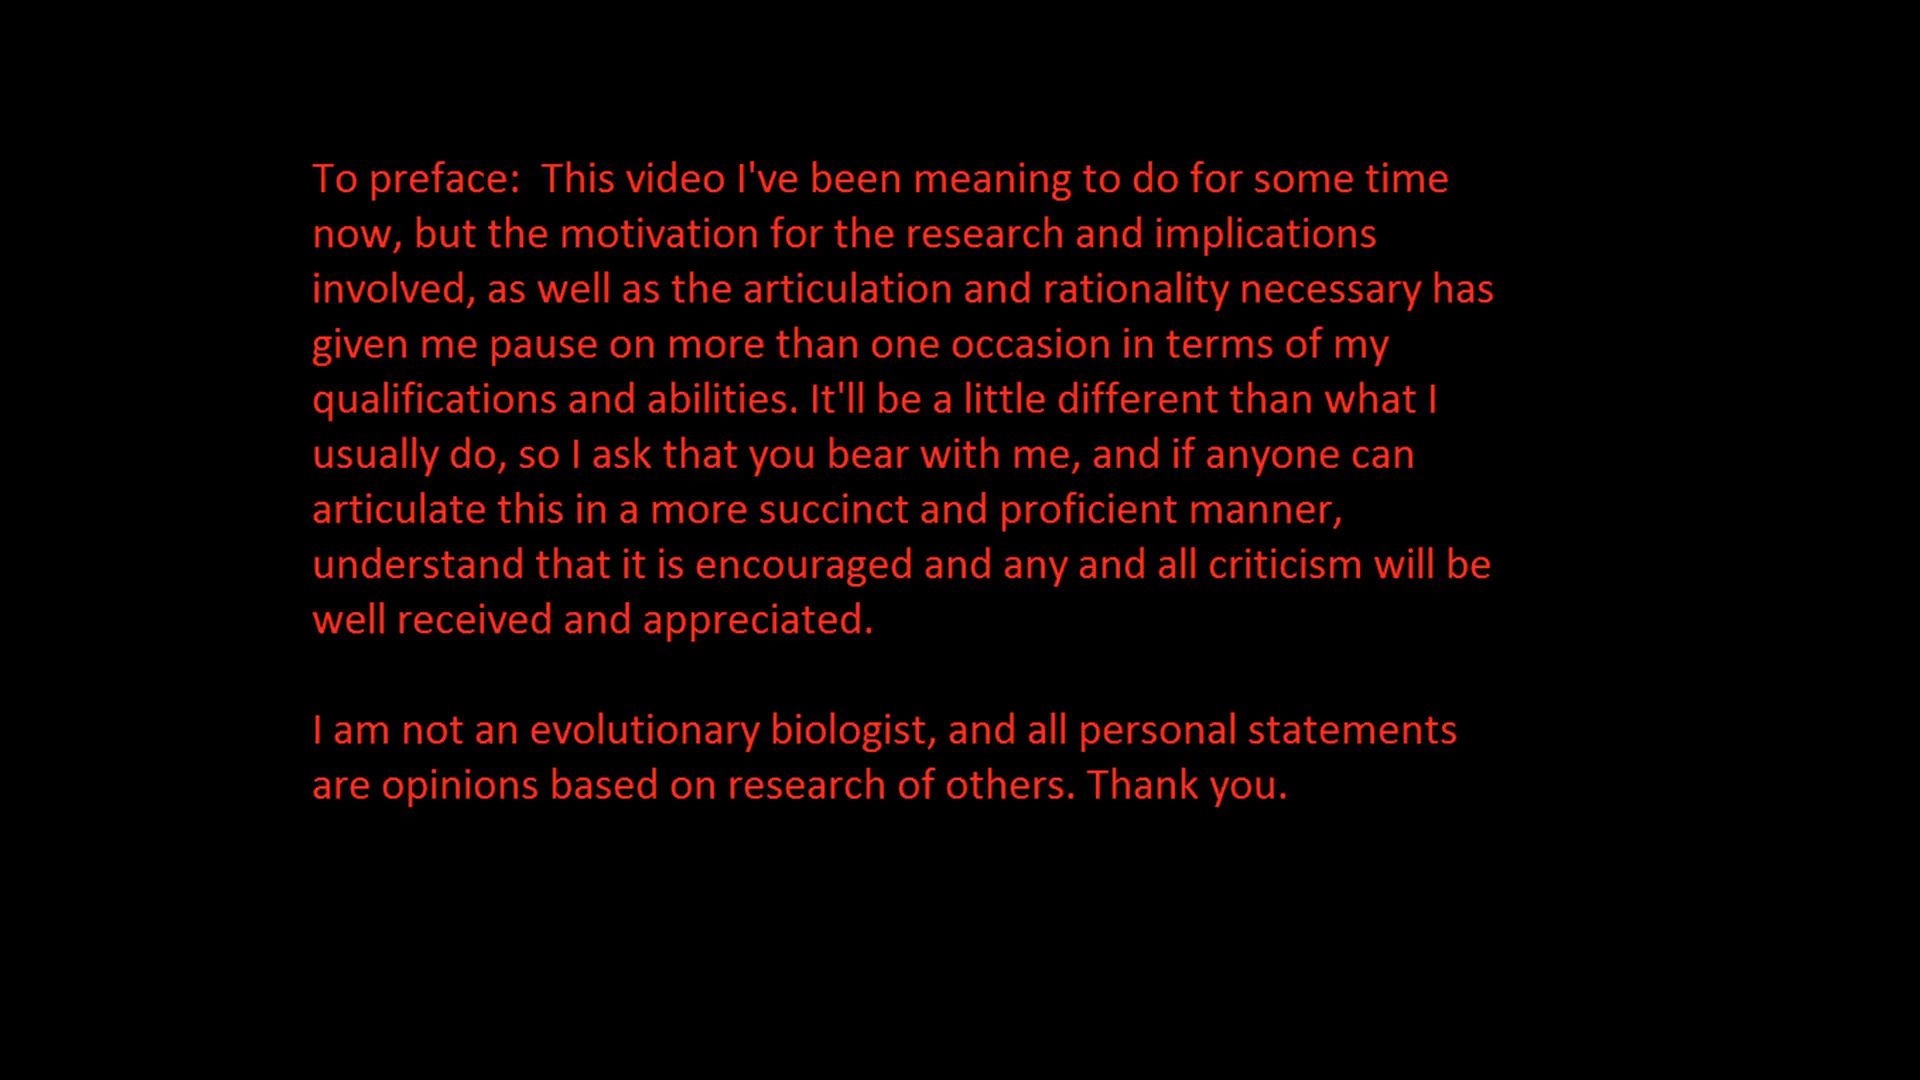 To preface:  This video I've been meaning to do for some time
now, but the motivation for the research and implications
involved, as well as the articulation and rationality necessary has
given me pause on more than one occasion in terms of my
qualifications and abilities. It'll be a little different than what I
usually do, so I ask that you bear with me, and if anyone can
articulate this in a more succinct and proficient manner,
understand that it is encouraged and any and all criticism will be
well received and appreciated.
I am not an evolutionary biologist, and all personal statements
are opinions based on research of others. Thank you.